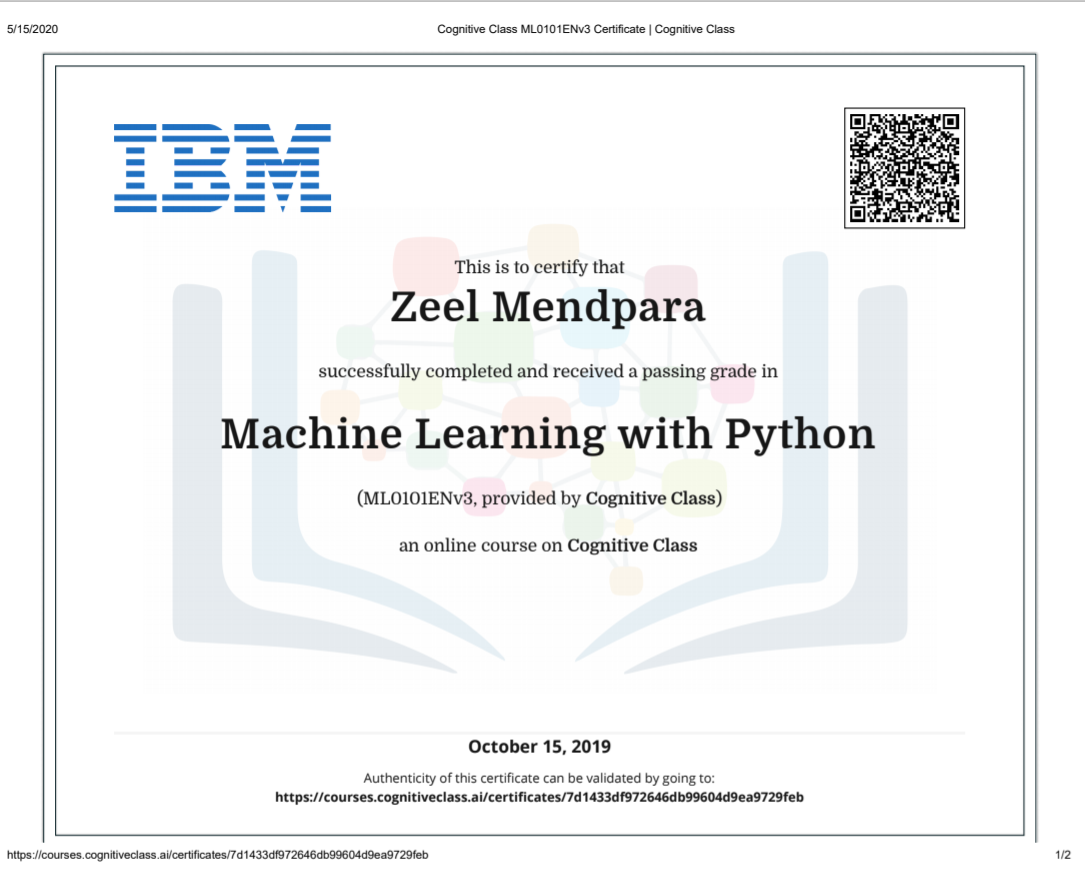 5/15/2020 Cognitive Class ML0101ENv3 Certificate | Cognitive Class
IBM
This is to certify that
Zeel Mendpara
successfully completed and received a passing grade in
Machine Learning with Python
(ML0101ENv3, provided by Cognitive Class)
an online course on Cognitive Class
October 15, 2019
Authenticity of this certificate can be validated by going to:
https://courses.cognitiveclass.ai/certificates/7d1433df972646db99604d9ea9729feb
https://courses.cognitiveclass.ai/certificates/7d1433df972646db99604d9ea9729feb 1/2